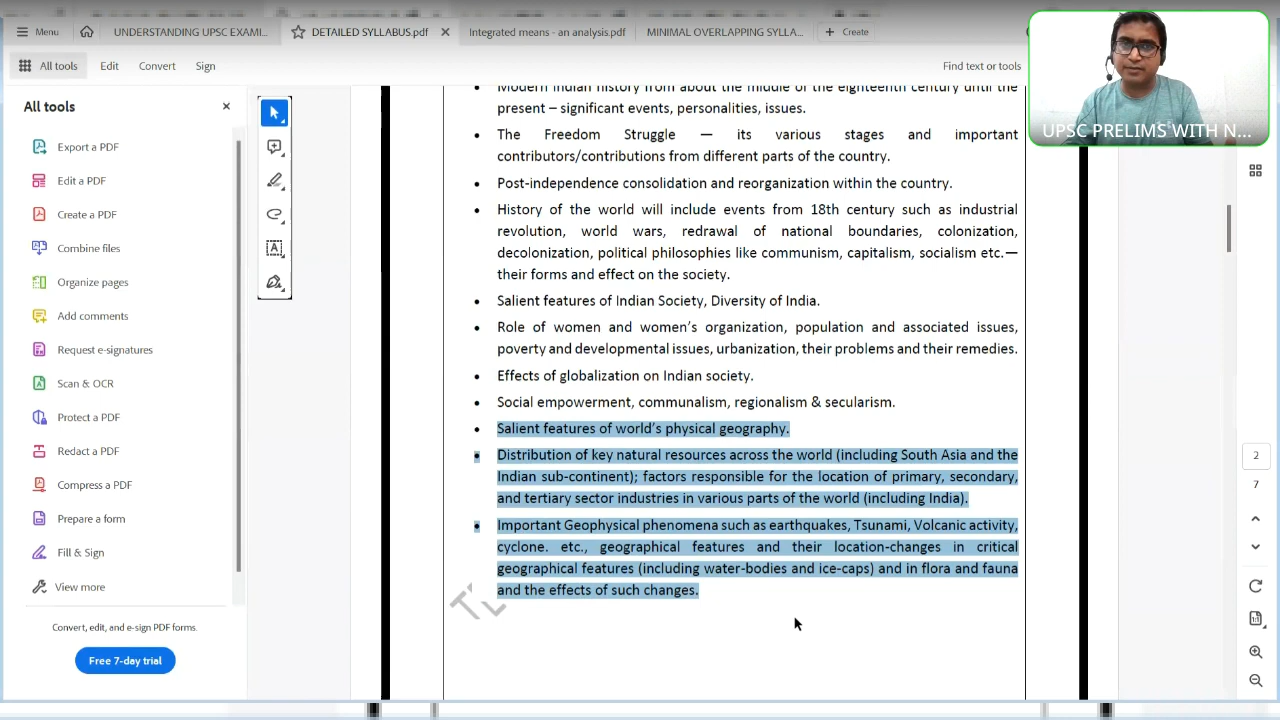 Menu
UNDERSTANDING UPSC EXAMI...
DETAILED SYLLABUS.pdf
Integrated means - an analysis.pdf
MINIMAL OVERLAPPING SYLLA...
Create
All tools
Edit
Convert
Sign
Find text or tools
UPSC PRELIMS WITH N...
All tools
Export a PDF
Edit a PDF
Create a PDF
Combine files
Organize pages
Add comments
Request e-signatures
Scan & OCR
Protect a PDF
Redact a PDF
Compress a PDF
Prepare a form
Fill & Sign
View more
Convert, edit, and e-sign PDF forms.
Free 7-day trial
• Modern Indian history from about the middle of the eighteenth century until the
present – significant events, personalities, issues.
• The Freedom Struggle — its various stages and important
contributors/contributions from different parts of the country.
• Post-independence consolidation and reorganization within the country.
• History of the world will include events from 18th century such as industrial
revolution, world wars, redrawal of national boundaries, colonization,
decolonization, political philosophies like communism, capitalism, socialism etc.—
their forms and effect on the society.
• Salient features of Indian Society, Diversity of India.
• Role of women and women’s organization, population and associated issues,
poverty and developmental issues, urbanization, their problems and their remedies.
• Effects of globalization on Indian society.
• Social empowerment, communalism, regionalism & secularism.
• Salient features of world’s physical geography.
• Distribution of key natural resources across the world (including South Asia and the
Indian sub-continent); factors responsible for the location of primary, secondary,
and tertiary sector industries in various parts of the world (including India).
• Important Geophysical phenomena such as earthquakes, Tsunami, Volcanic activity,
cyclone. etc., geographical features and their location-changes in critical
geographical features (including water-bodies and ice-caps) and in flora and fauna
and the effects of such changes.
2
7